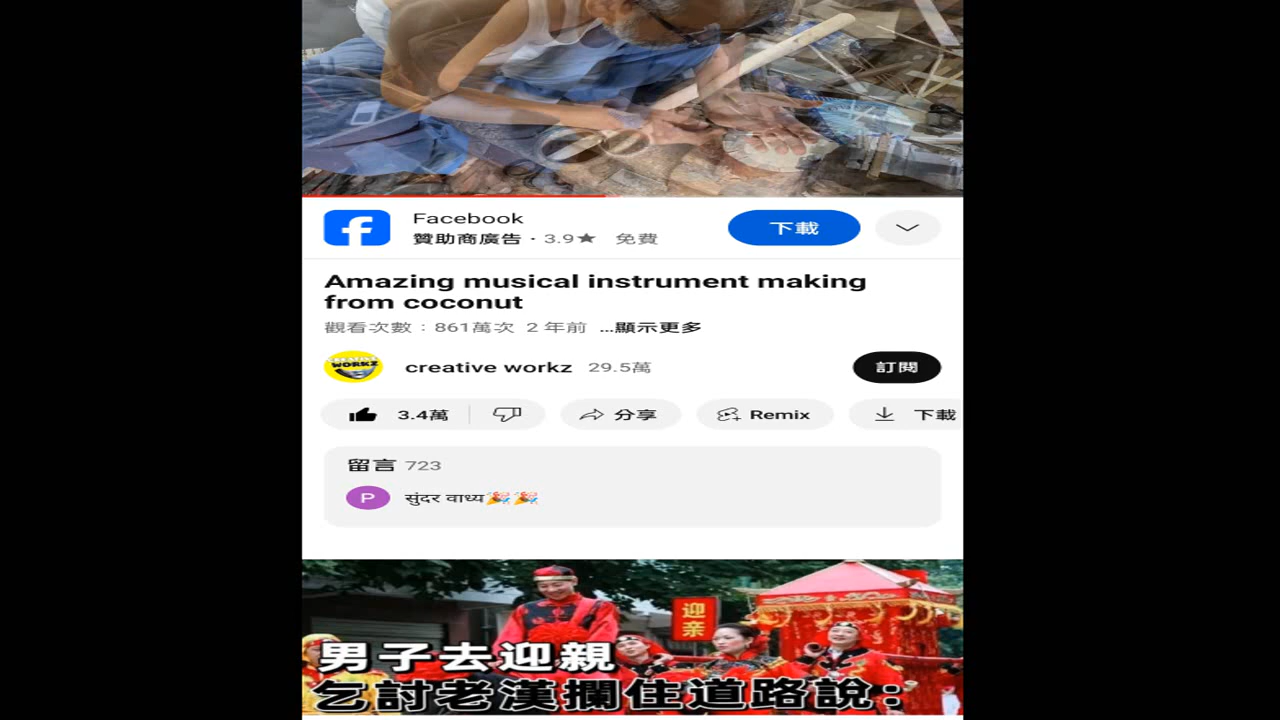 Facebook
贊助商廣告 · 3.9★ 免費
下載
Amazing musical instrument making
from coconut
觀看次數：861萬次 2 年前 ...顯示更多
CREATIVE
WORKZ
creative workz 29.5萬
訂閱
3.4萬
分享
Remix
下載
留言 723
P
सुंदर वाध्य🎉🎉
迎亲
男子去迎親
乞討老漢攔住道路說：